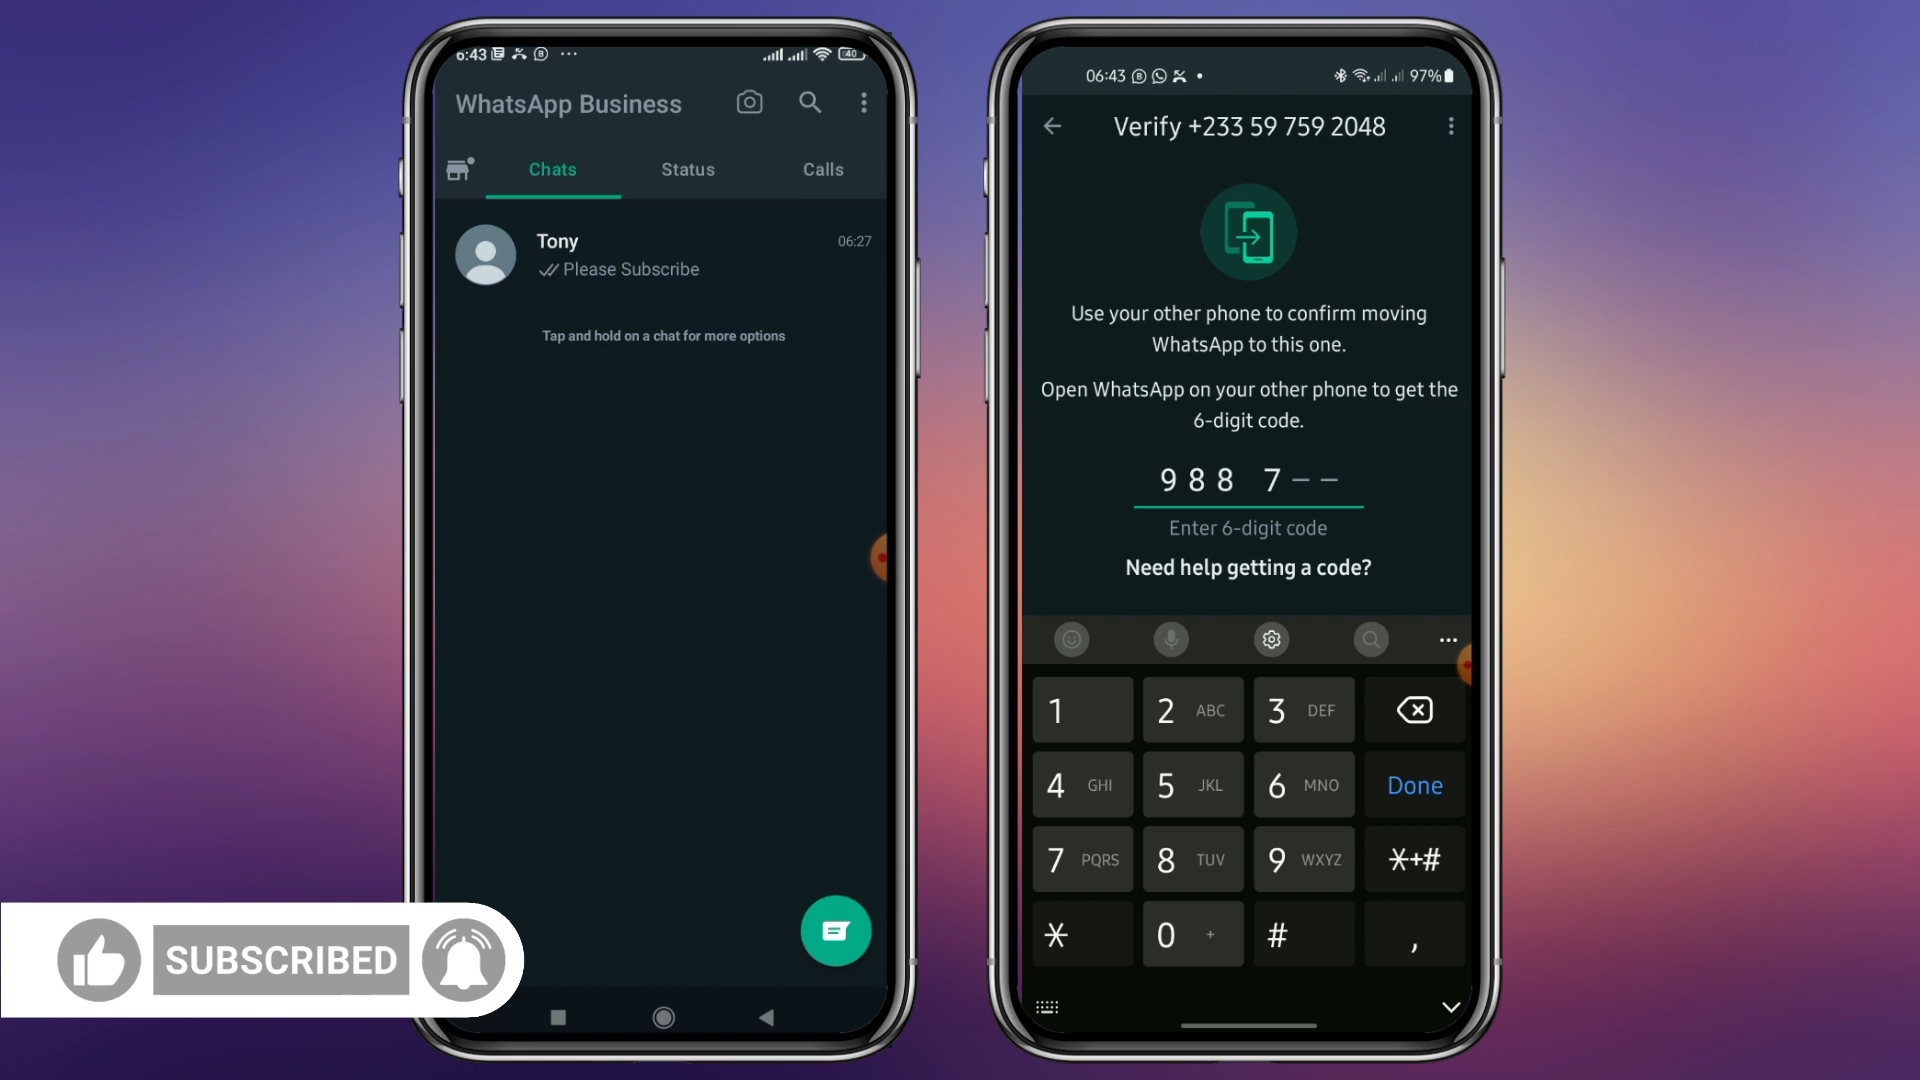 6:43
40
WhatsApp Business
Chats
Status
Calls
Tony
06:27
Please Subscribe
Tap and hold on a chat for more options
SUBSCRIBED
06:43
97%
Verify +233 59 759 2048
Use your other phone to confirm moving
WhatsApp to this one.
Open WhatsApp on your other phone to get the
6-digit code.
988 7––
Enter 6-digit code
Need help getting a code?
1
2 ABC
3 DEF
4 GHI
5 JKL
6 MNO
Done
7 PQRS
8 TUV
9 WXYZ
*+#
*
0 +
#
,